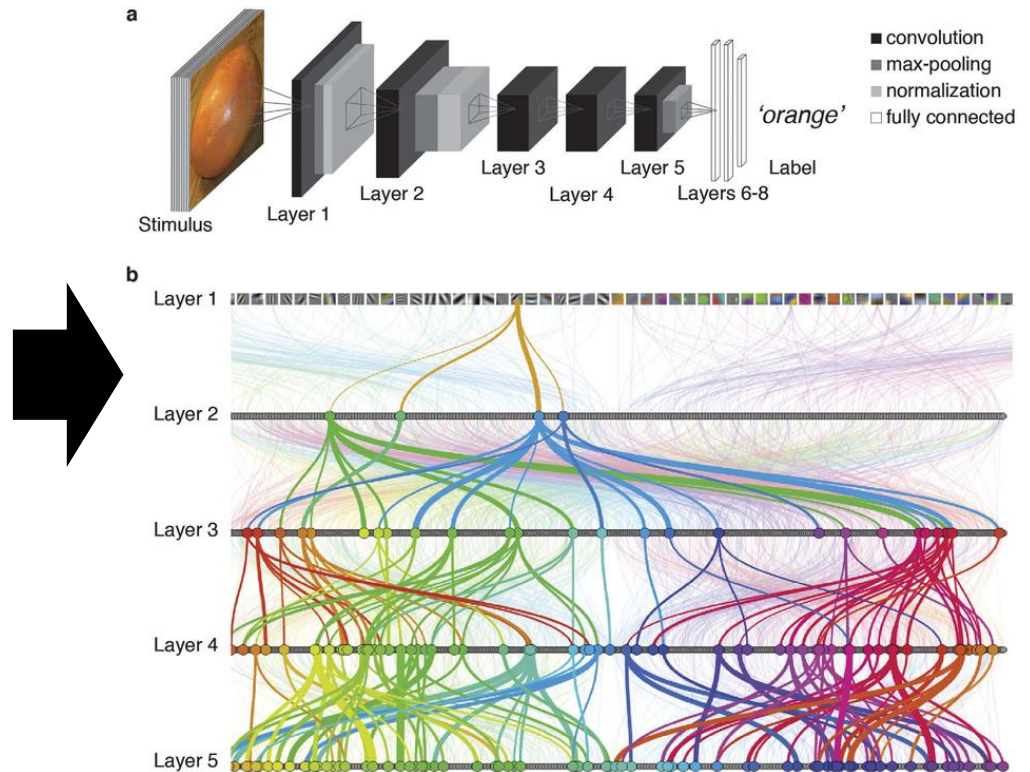 a
convolution
max-pooling
normalization
fully connected
'orange'
Layer 3
Layer 5
Label
Layer 2
Layer 4
Layers 6-8
Layer 1
Stimulus
b
Layer 1
Layer 2
Layer 3
Layer 4
Layer 5